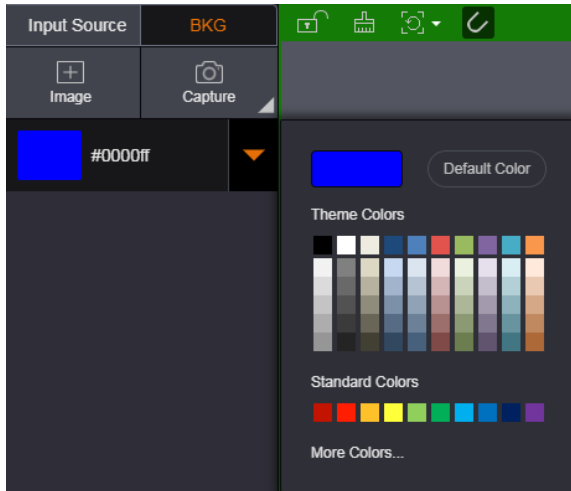 Input Source
BKG
Image
Capture
#0000ff
Default Color
Theme Colors
Standard Colors
More Colors...